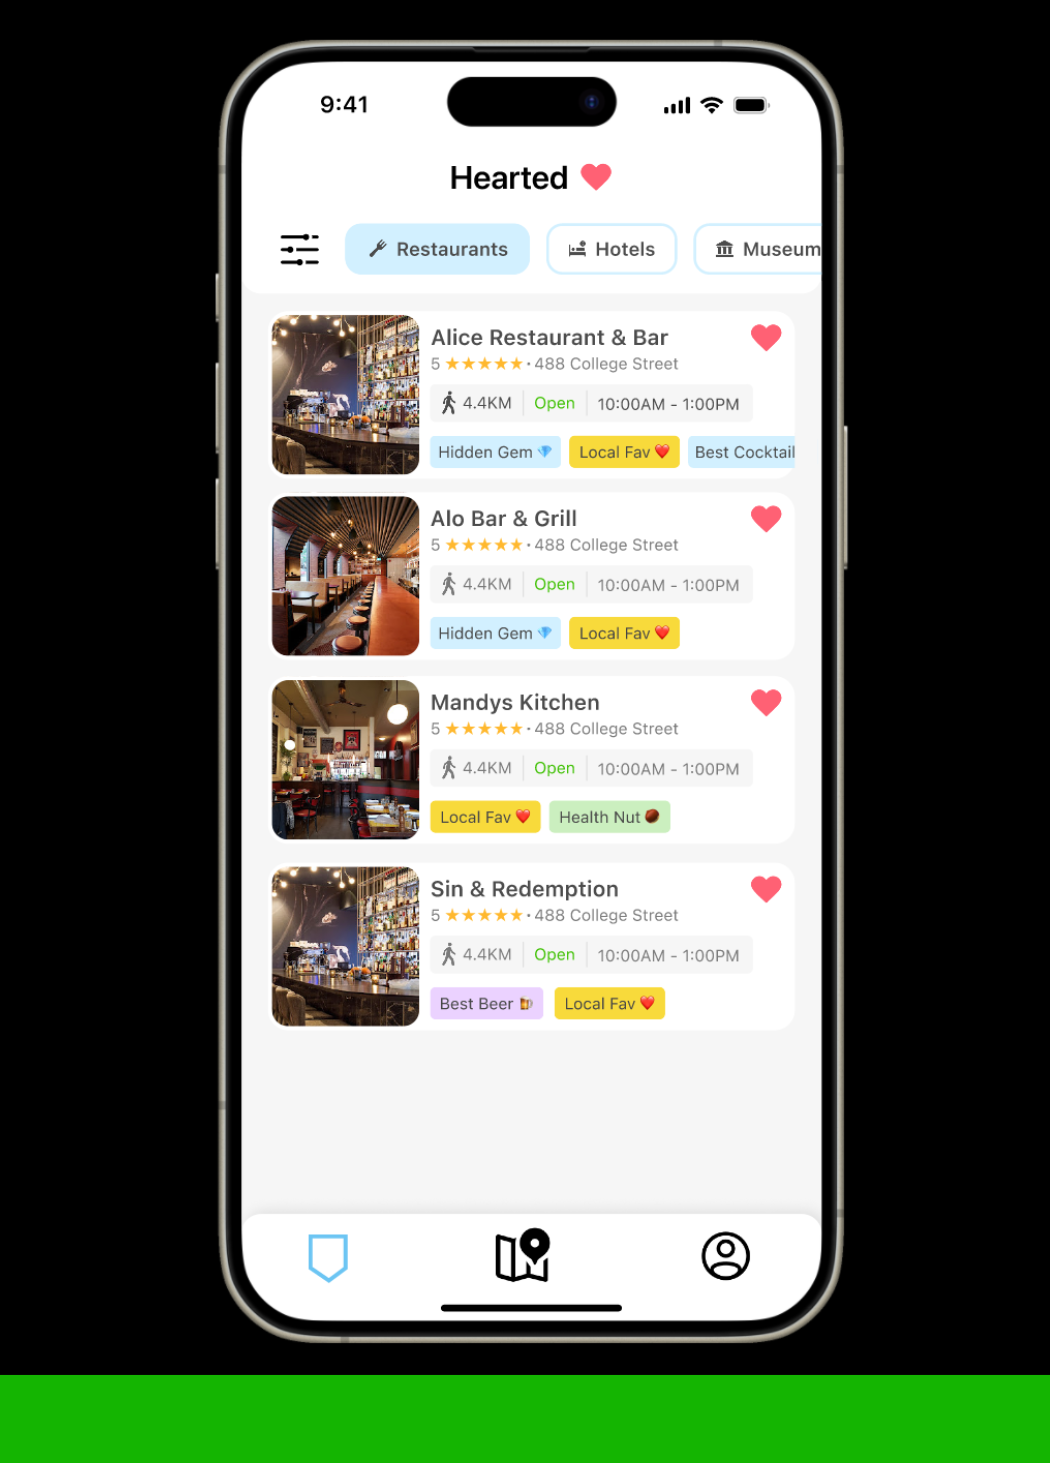 9:41
Hearted
Restaurants
Hotels
Museum
Alice Restaurant & Bar
5 ★★★★★ · 488 College Street
4.4KM Open 10:00AM - 1:00PM
Hidden Gem 💎 Local Fav ❤️ Best Cocktail
Alo Bar & Grill
5 ★★★★★ · 488 College Street
4.4KM Open 10:00AM - 1:00PM
Hidden Gem 💎 Local Fav ❤️
Mandys Kitchen
5 ★★★★★ · 488 College Street
4.4KM Open 10:00AM - 1:00PM
Local Fav ❤️ Health Nut 🌰
Sin & Redemption
5 ★★★★★ · 488 College Street
4.4KM Open 10:00AM - 1:00PM
Best Beer 🍺 Local Fav ❤️